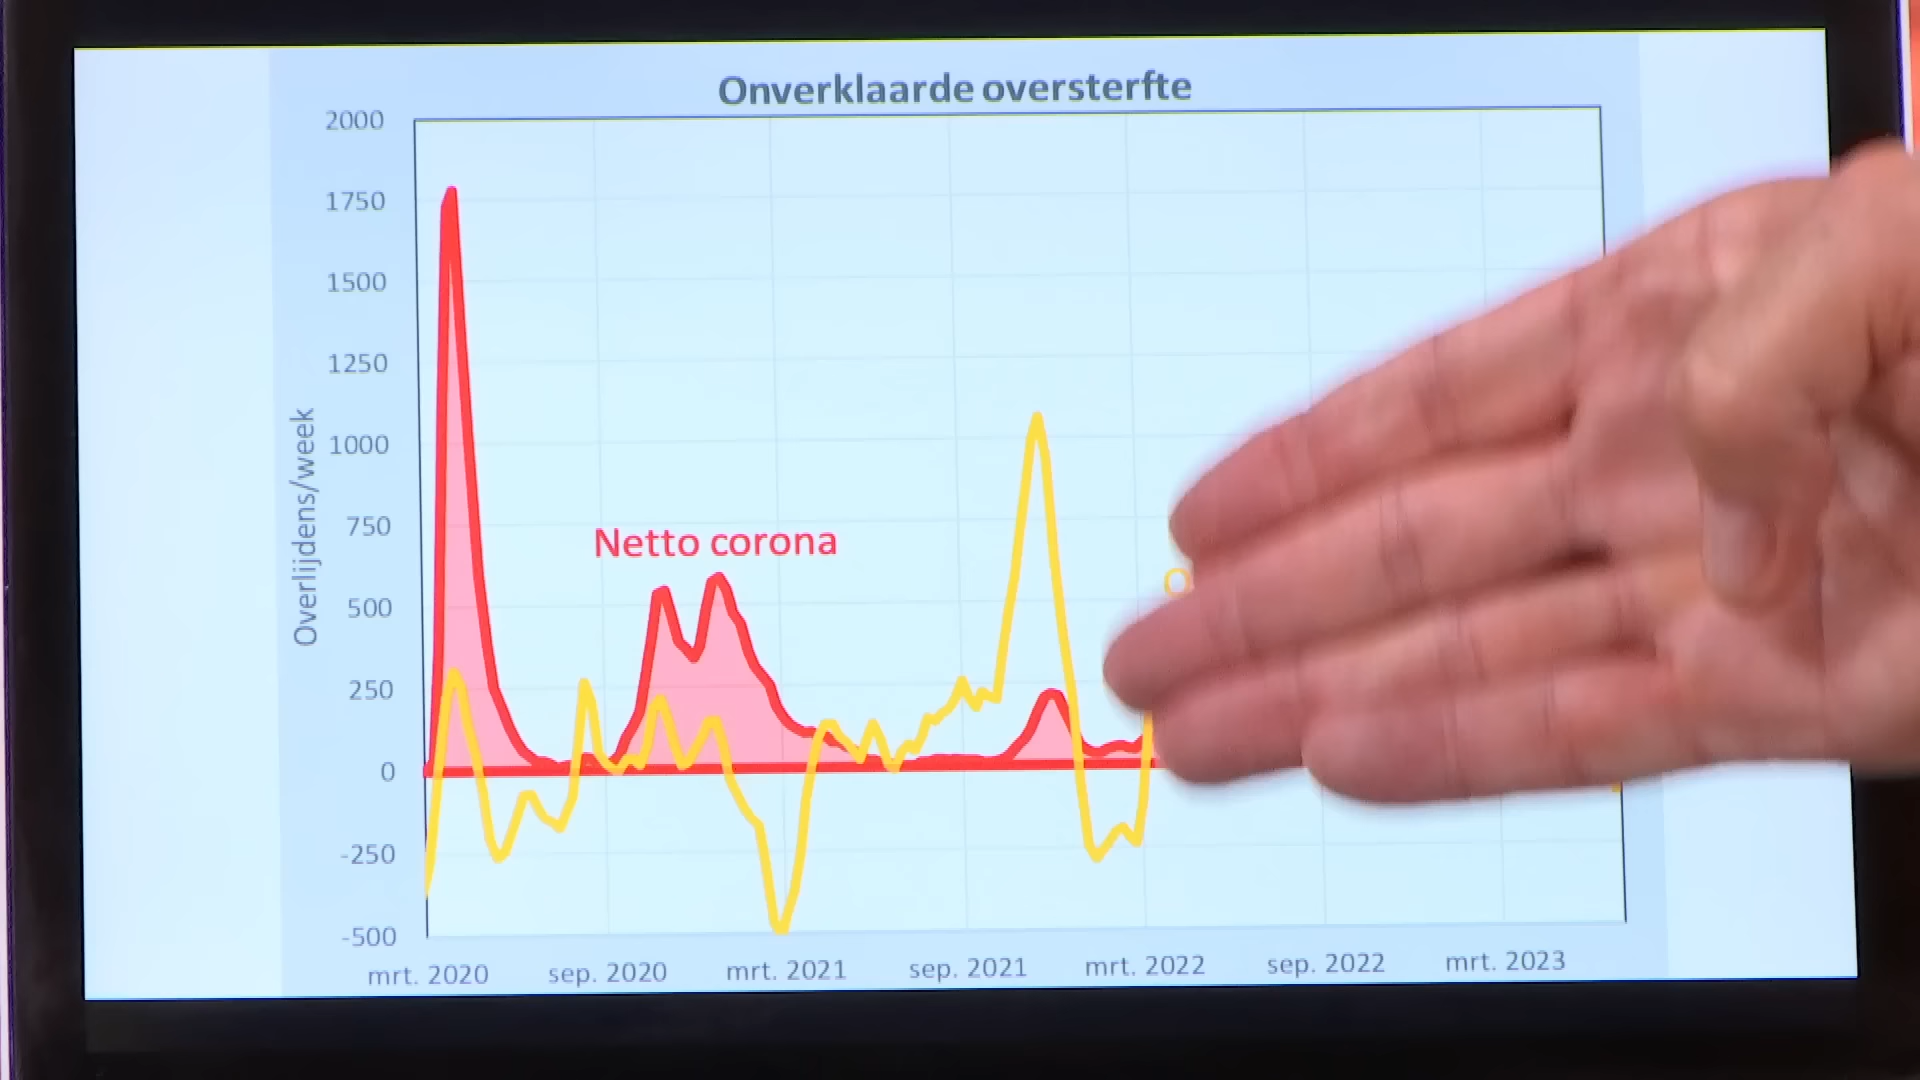 Onverklaarde oversterfte
2000
1750
1500
1250
1000
750
500
250
0
-250
-500
Overlijdens/week
Netto corona
mrt. 2020
sep. 2020
mrt. 2021
sep. 2021
mrt. 2022
sep. 2022
mrt. 2023